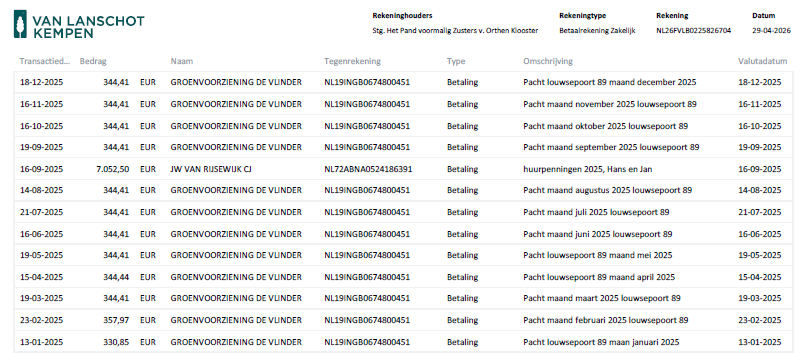 VAN LANSCHOT
KEMPEN
Rekeninghouders Rekeningtype Rekening Datum
Stg. Het Pand voormalig Zusters v. Orthen Klooster Betaalrekening Zakelijk NL26FVLB0225826704 29-04-2026
Transactied... Bedrag Naam Tegenrekening Type Omschrijving Valutadatum
18-12-2025 344,41 EUR GROENVOORZIENING DE VLINDER NL19INGB0674800451 Betaling Pacht louwsepoort 89 maand december 2025 18-12-2025
16-11-2025 344,41 EUR GROENVOORZIENING DE VLINDER NL19INGB0674800451 Betaling Pacht maand november 2025 louwsepoort 89 16-11-2025
16-10-2025 344,41 EUR GROENVOORZIENING DE VLINDER NL19INGB0674800451 Betaling Pacht maand oktober 2025 louwsepoort 89 16-10-2025
19-09-2025 344,41 EUR GROENVOORZIENING DE VLINDER NL19INGB0674800451 Betaling Pacht maand september 2025 louwsepoort 89 19-09-2025
16-09-2025 7.052,50 EUR JW VAN RIJSEWIJK CJ NL72ABNA0524186391 Betaling huurpenningen 2025, Hans en Jan 16-09-2025
14-08-2025 344,41 EUR GROENVOORZIENING DE VLINDER NL19INGB0674800451 Betaling Pacht maand augustus 2025 louwsepoort 89 14-08-2025
21-07-2025 344,41 EUR GROENVOORZIENING DE VLINDER NL19INGB0674800451 Betaling Pacht maand juli 2025 louwsepoort 89 21-07-2025
16-06-2025 344,41 EUR GROENVOORZIENING DE VLINDER NL19INGB0674800451 Betaling Pacht maand juni 2025 louwsepoort 89 16-06-2025
19-05-2025 344,41 EUR GROENVOORZIENING DE VLINDER NL19INGB0674800451 Betaling Pacht louwsepoort 89 maand mei 2025 19-05-2025
15-04-2025 344,44 EUR GROENVOORZIENING DE VLINDER NL19INGB0674800451 Betaling Pacht louwsepoort 89 maand april 2025 15-04-2025
19-03-2025 344,41 EUR GROENVOORZIENING DE VLINDER NL19INGB0674800451 Betaling Pacht maand maart 2025 louwsepoort 89 19-03-2025
23-02-2025 357,97 EUR GROENVOORZIENING DE VLINDER NL19INGB0674800451 Betaling Pacht maand februari 2025 louwsepoort 89 23-02-2025
13-01-2025 330,85 EUR GROENVOORZIENING DE VLINDER NL19INGB0674800451 Betaling Pacht louwsepoort 89 maan januari 2025 13-01-2025